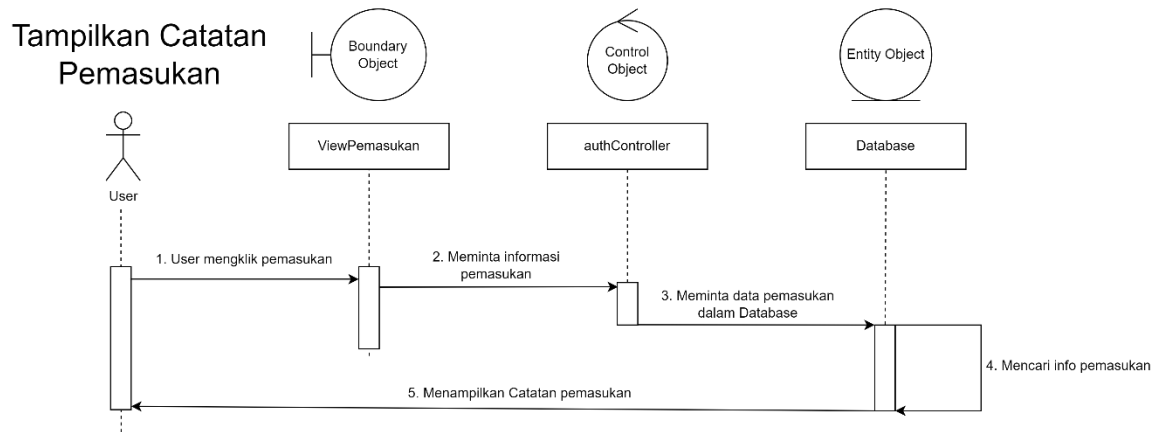 Tampilkan Catatan
Pemasukan
Boundary
Object
Control
Object
Entity Object
User
ViewPemasukan
authController
Database
1. User mengklik pemasukan
2. Meminta informasi
pemasukan
3. Meminta data pemasukan
dalam Database
4. Mencari info pemasukan
5. Menampilkan Catatan pemasukan